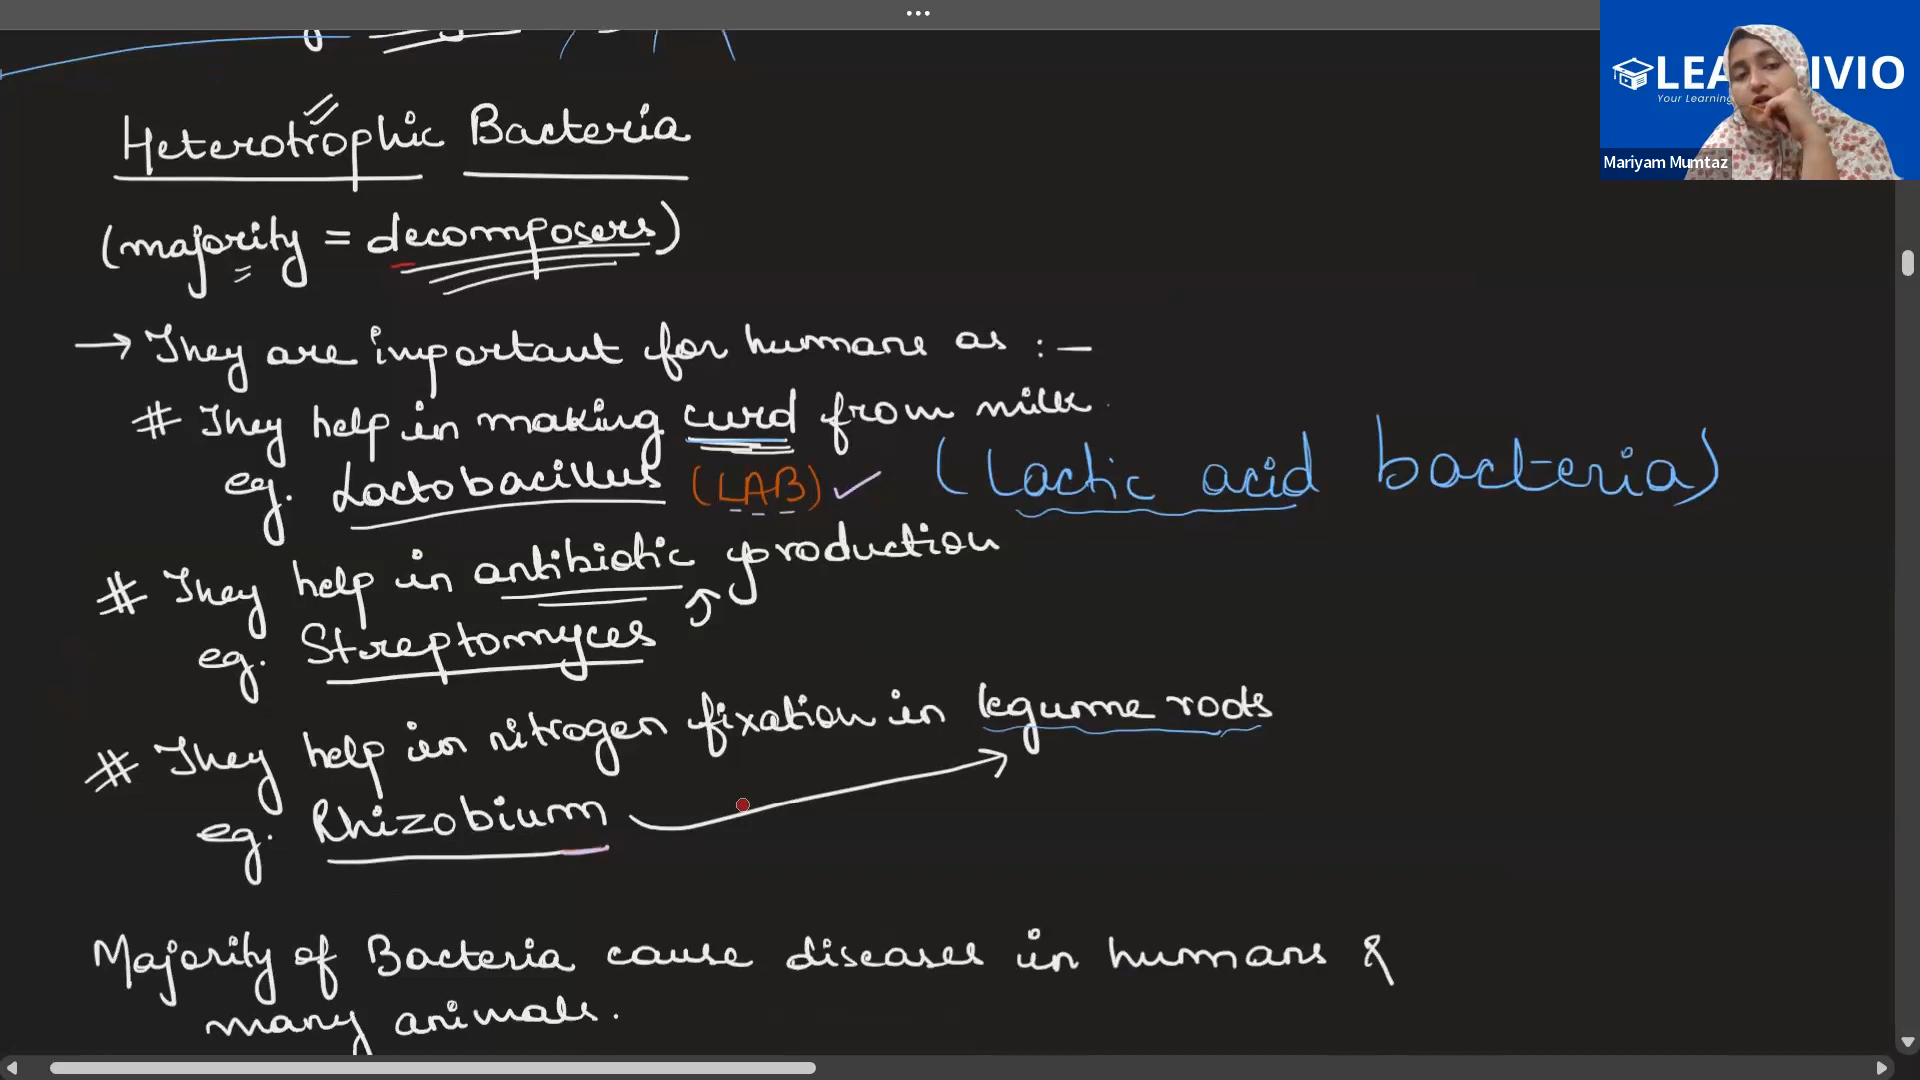 Heterotrophic Bacteria
(majority = decomposers)
→ They are important for humans as :—
# They help in making curd from milk.
eg. Lactobacillus (LAB) ✓ (Lactic acid bacteria)
# They help in antibiotic production
eg. Streptomyces
# They help in nitrogen fixation in legume roots
eg. Rhizobium
Majority of Bacteria cause diseases in humans &
many animals.
IVIO
Your Learning
Mariyam Mumtaz